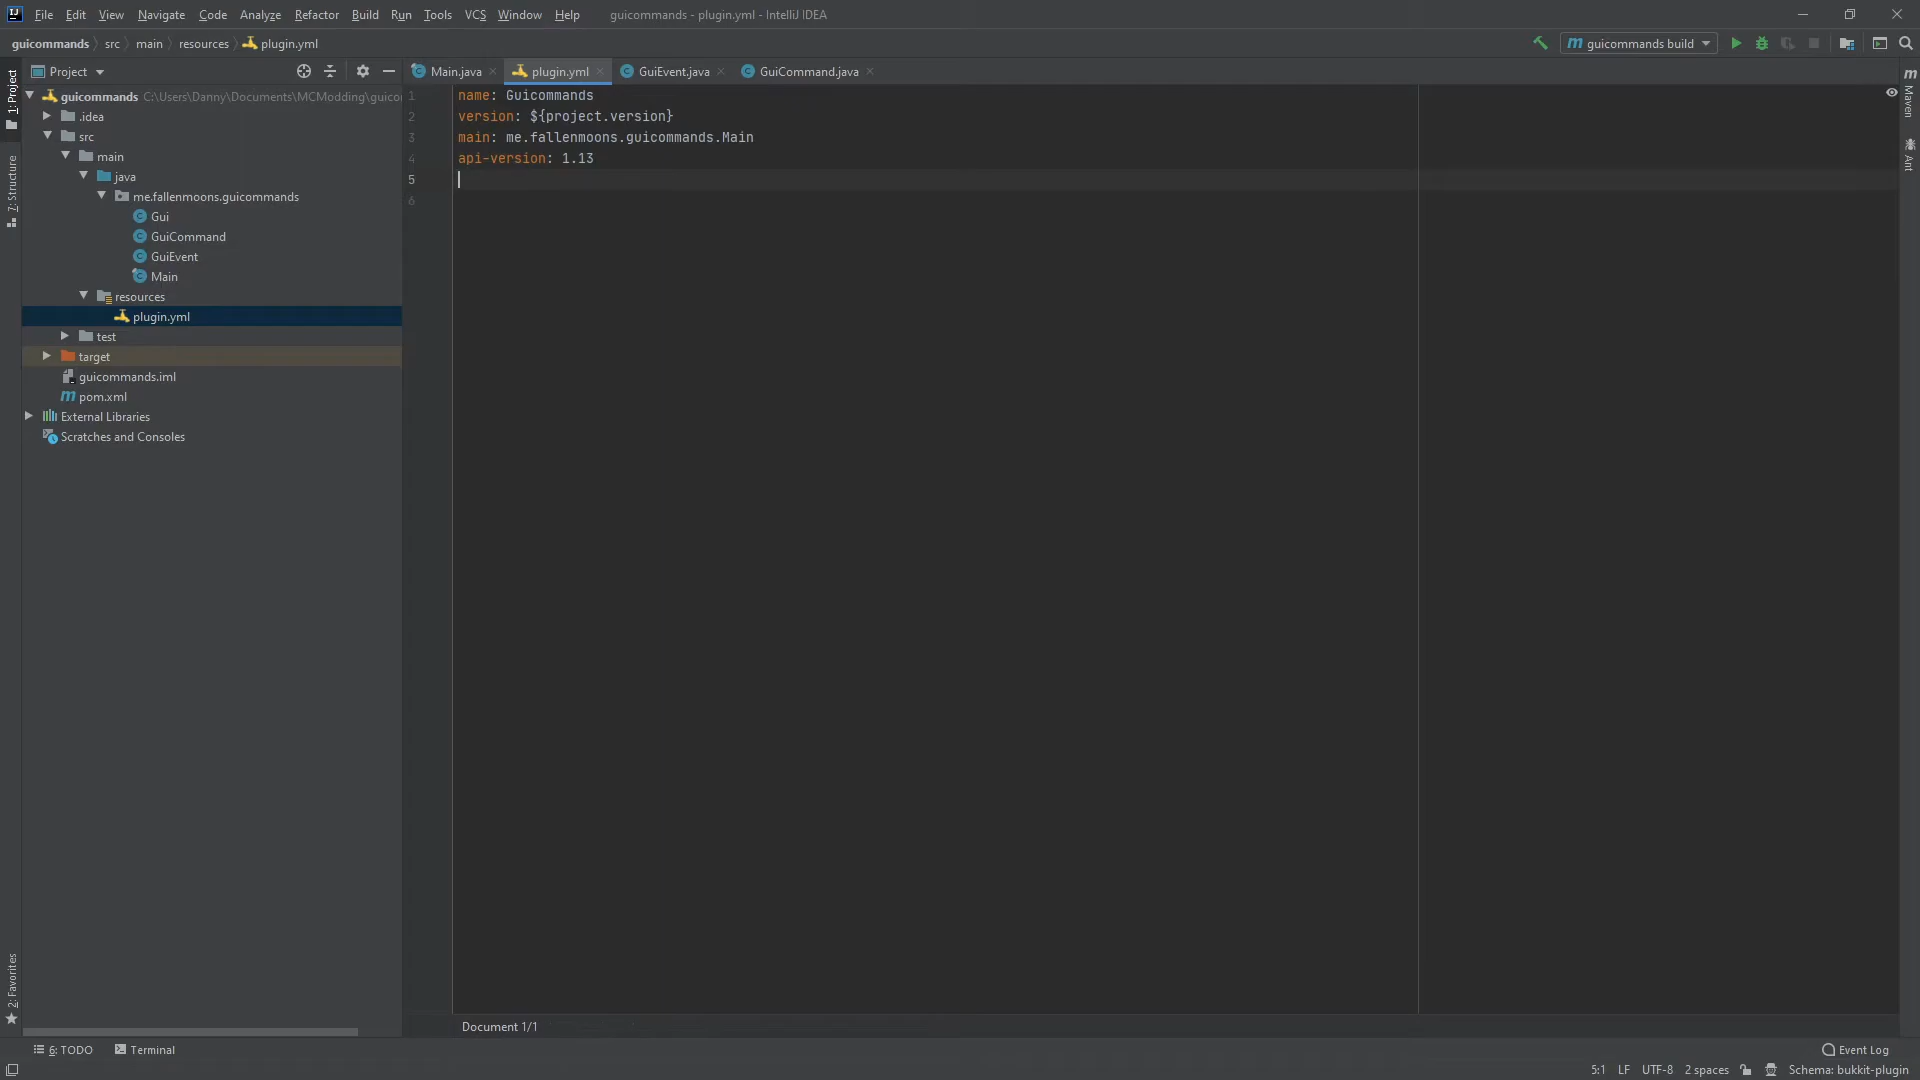 File Edit View Navigate Code Analyze Refactor Build Run Tools VCS Window Help guicommands - plugin.yml - IntelliJ IDEA
guicommands src main resources plugin.yml guicommands build
Project Main.java plugin.yml GuiEvent.java GuiCommand.java
1: Project
7: Structure
2: Favorites
guicommands C:\Users\Danny\Documents\MCModding\guico
.idea
src
main
java
me.fallenmoons.guicommands
Gui
GuiCommand
GuiEvent
Main
resources
plugin.yml
test
target
guicommands.iml
pom.xml
External Libraries
Scratches and Consoles
1 name: Guicommands
2 version: ${project.version}
3 main: me.fallenmoons.guicommands.Main
4 api-version: 1.13
5
6
Maven
Ant
Document 1/1
6: TODO Terminal Event Log
5:1 LF UTF-8 2 spaces Schema: bukkit-plugin